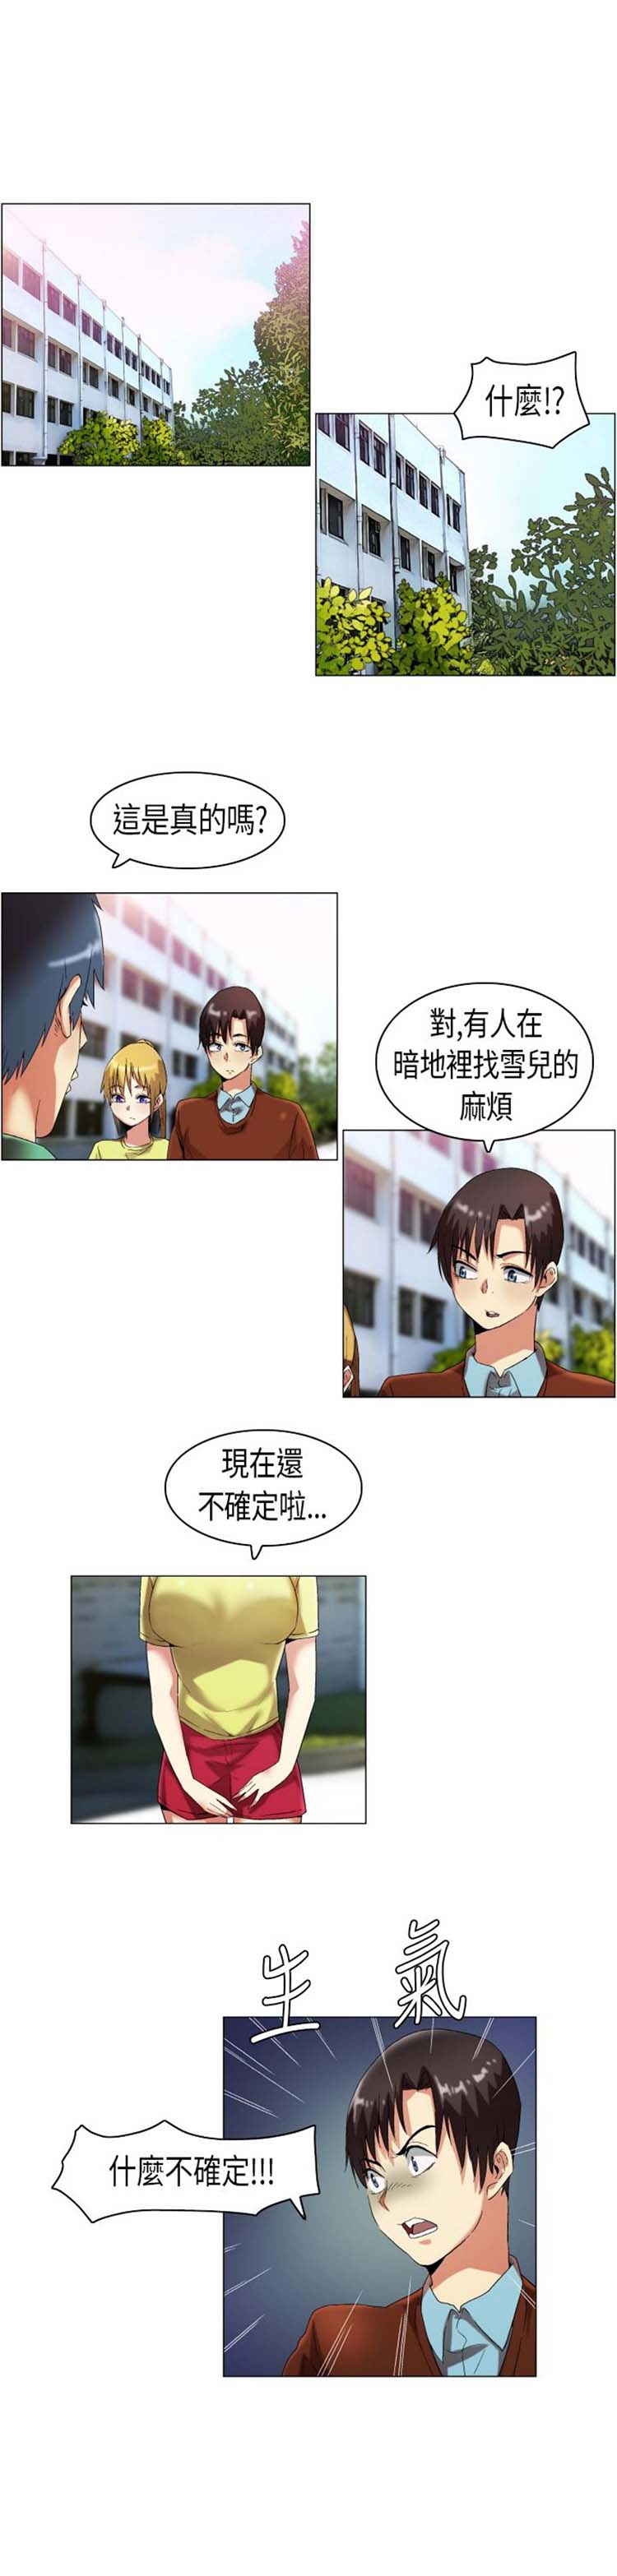 什麼!?
這是真的嗎?
對,有人在
暗地裡找雪兒的
麻煩
現在還
不確定啦...
生 氣
什麼不確定!!!